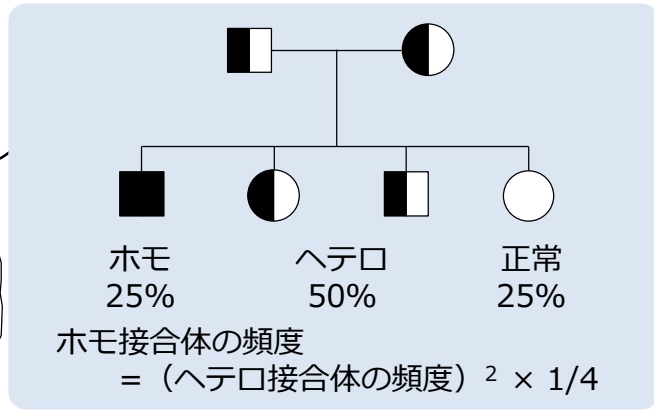 ホモ ヘテロ 正常
25% 50% 25%
ホモ接合体の頻度
=（ヘテロ接合体の頻度）² × 1/4